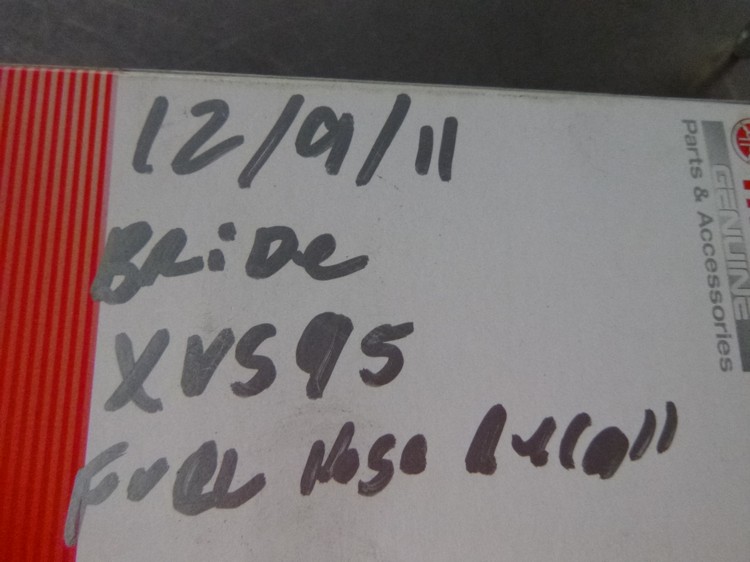 12/9/11
BRiDe
XVS95
FUEL Hose Recall
GENUINE
Parts & Accessories